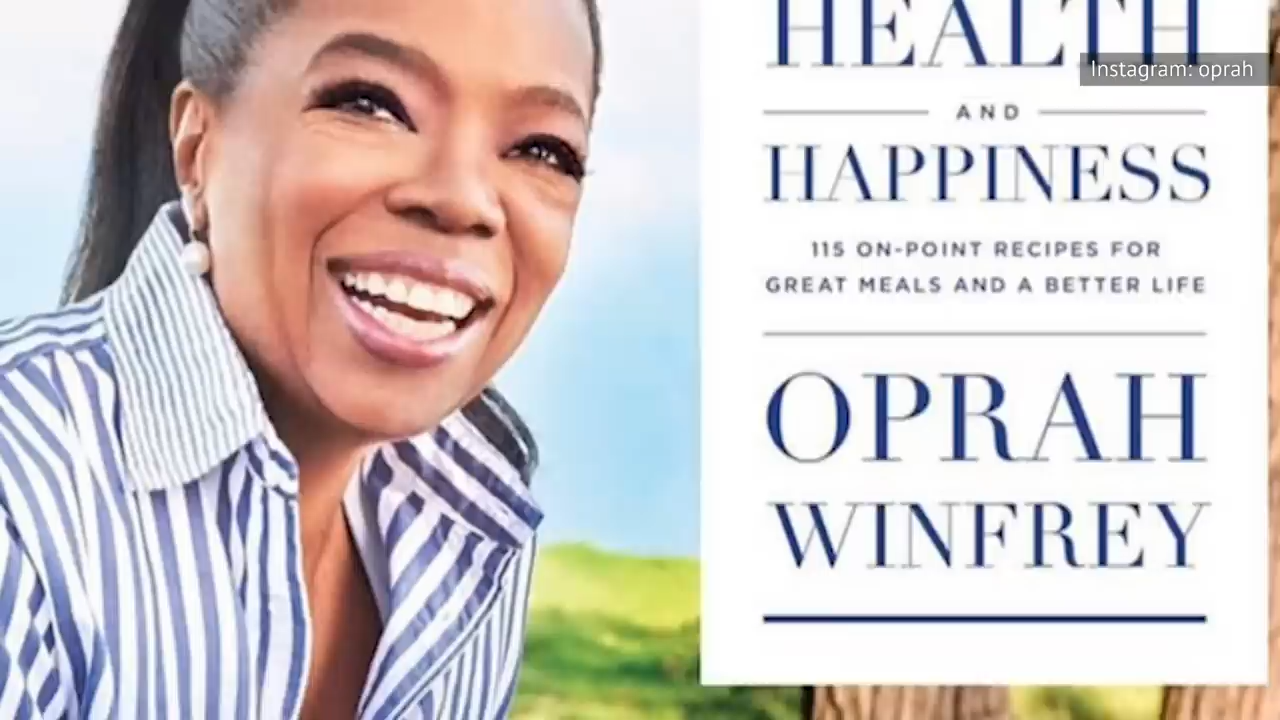 HEALTH
Instagram: oprah
AND
HAPPINESS
115 ON-POINT RECIPES FOR
GREAT MEALS AND A BETTER LIFE
OPRAH
WINFREY